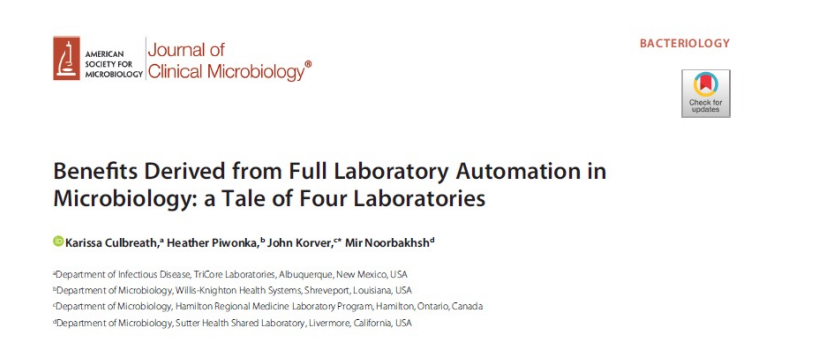 AMERICAN
SOCIETY FOR
MICROBIOLOGY
Journal of
Clinical Microbiology®
BACTERIOLOGY
Check for
updates
Benefits Derived from Full Laboratory Automation in
Microbiology: a Tale of Four Laboratories
iD Karissa Culbreath,ᵃ Heather Piwonka,ᵇ John Korver,ᶜ* Mir Noorbakhshᵈ
ᵃDepartment of Infectious Disease, TriCore Laboratories, Albuquerque, New Mexico, USA
ᵇDepartment of Microbiology, Willis-Knighton Health Systems, Shreveport, Louisiana, USA
ᶜDepartment of Microbiology, Hamilton Regional Medicine Laboratory Program, Hamilton, Ontario, Canada
ᵈDepartment of Microbiology, Sutter Health Shared Laboratory, Livermore, California, USA